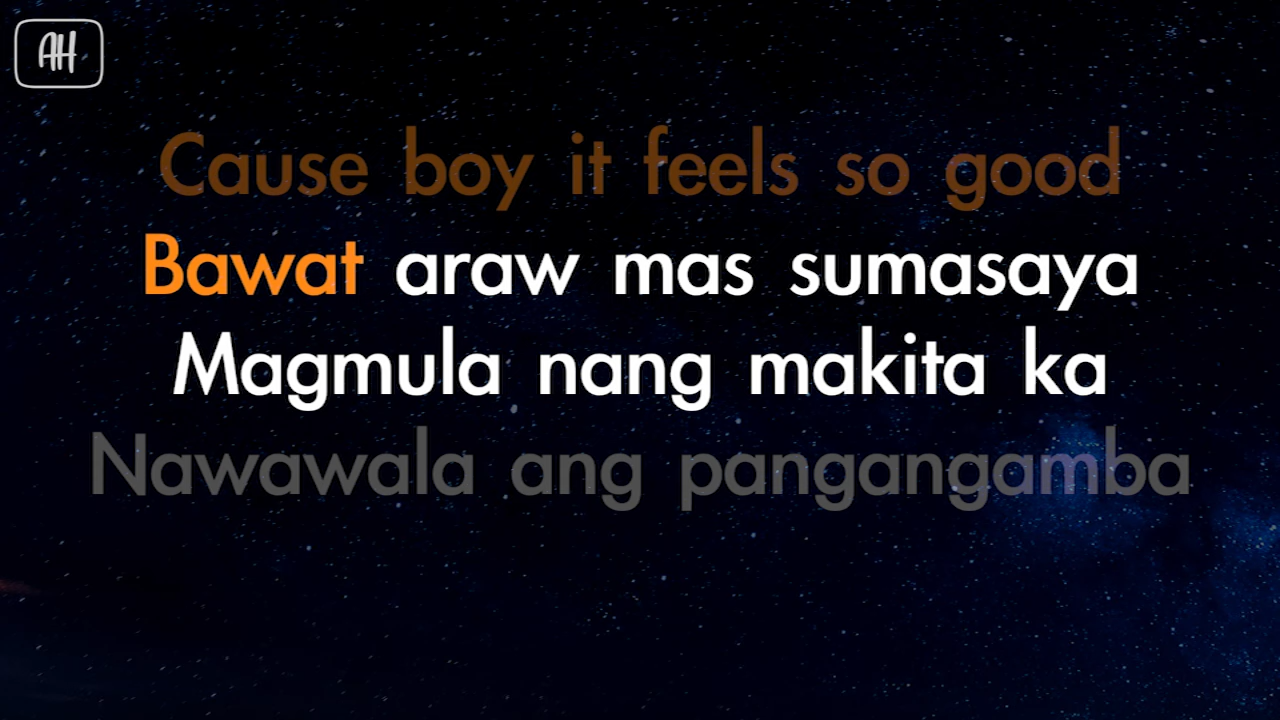 AH
Cause boy it feels so good
Bawat araw mas sumasaya
Magmula nang makita ka
Nawawala ang pangangamba